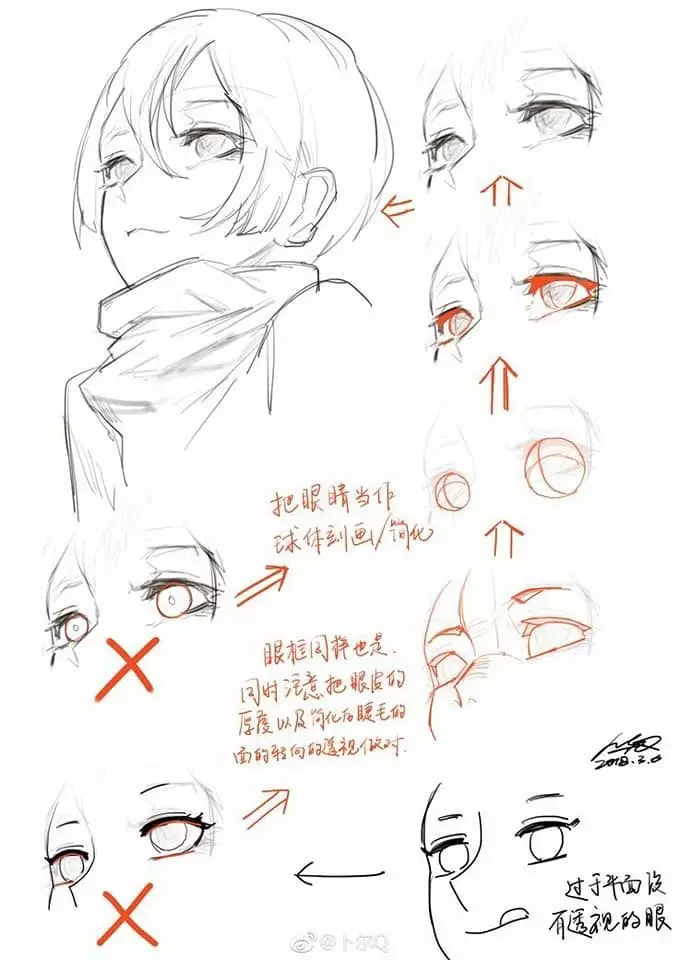 把眼睛当作
球体刻画/简化
眼框同样也是.
同时注意把眼皮的
厚度以及简化后睫毛的
面的转向的透视做对.
2018.3.6
过于平面没
有透视的眼
@卜尔Q